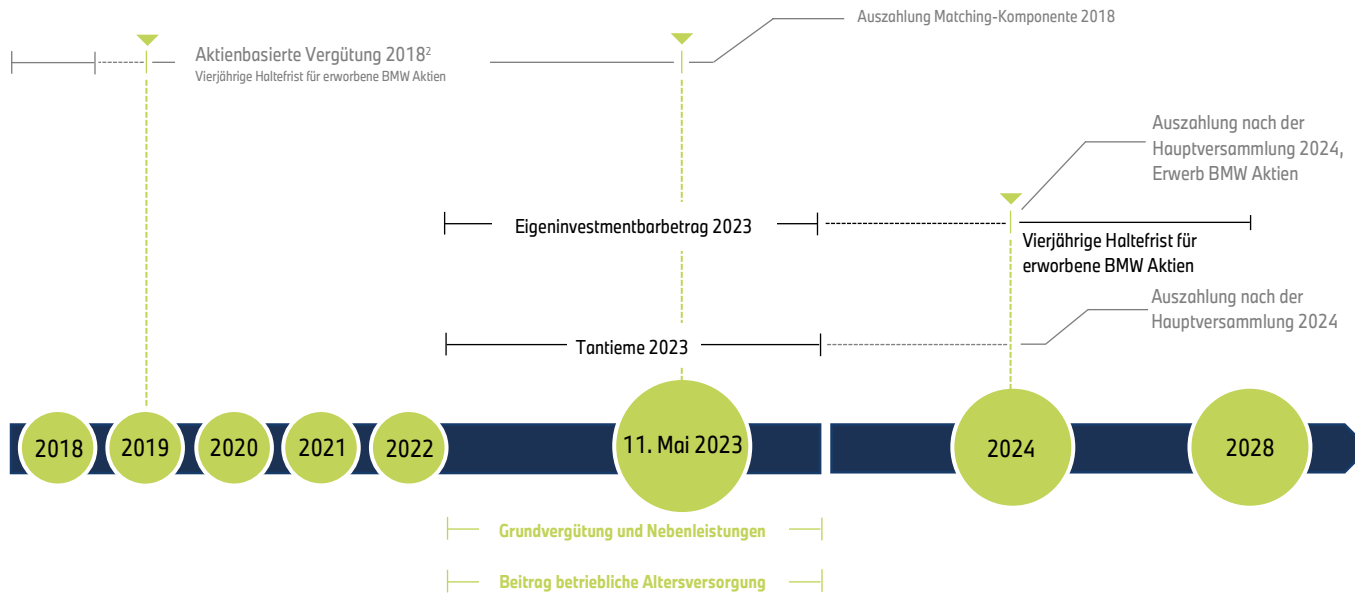 Auszahlung Matching-Komponente 2018
Aktienbasierte Vergütung 2018²
Vierjährige Haltefrist für erworbene BMW Aktien
Auszahlung nach der
Hauptversammlung 2024,
Erwerb BMW Aktien
Eigeninvestmentbarbetrag 2023
Vierjährige Haltefrist für
erworbene BMW Aktien
Auszahlung nach der
Hauptversammlung 2024
Tantieme 2023
2018 2019 2020 2021 2022 11. Mai 2023 2024 2028
Grundvergütung und Nebenleistungen
Beitrag betriebliche Altersversorgung